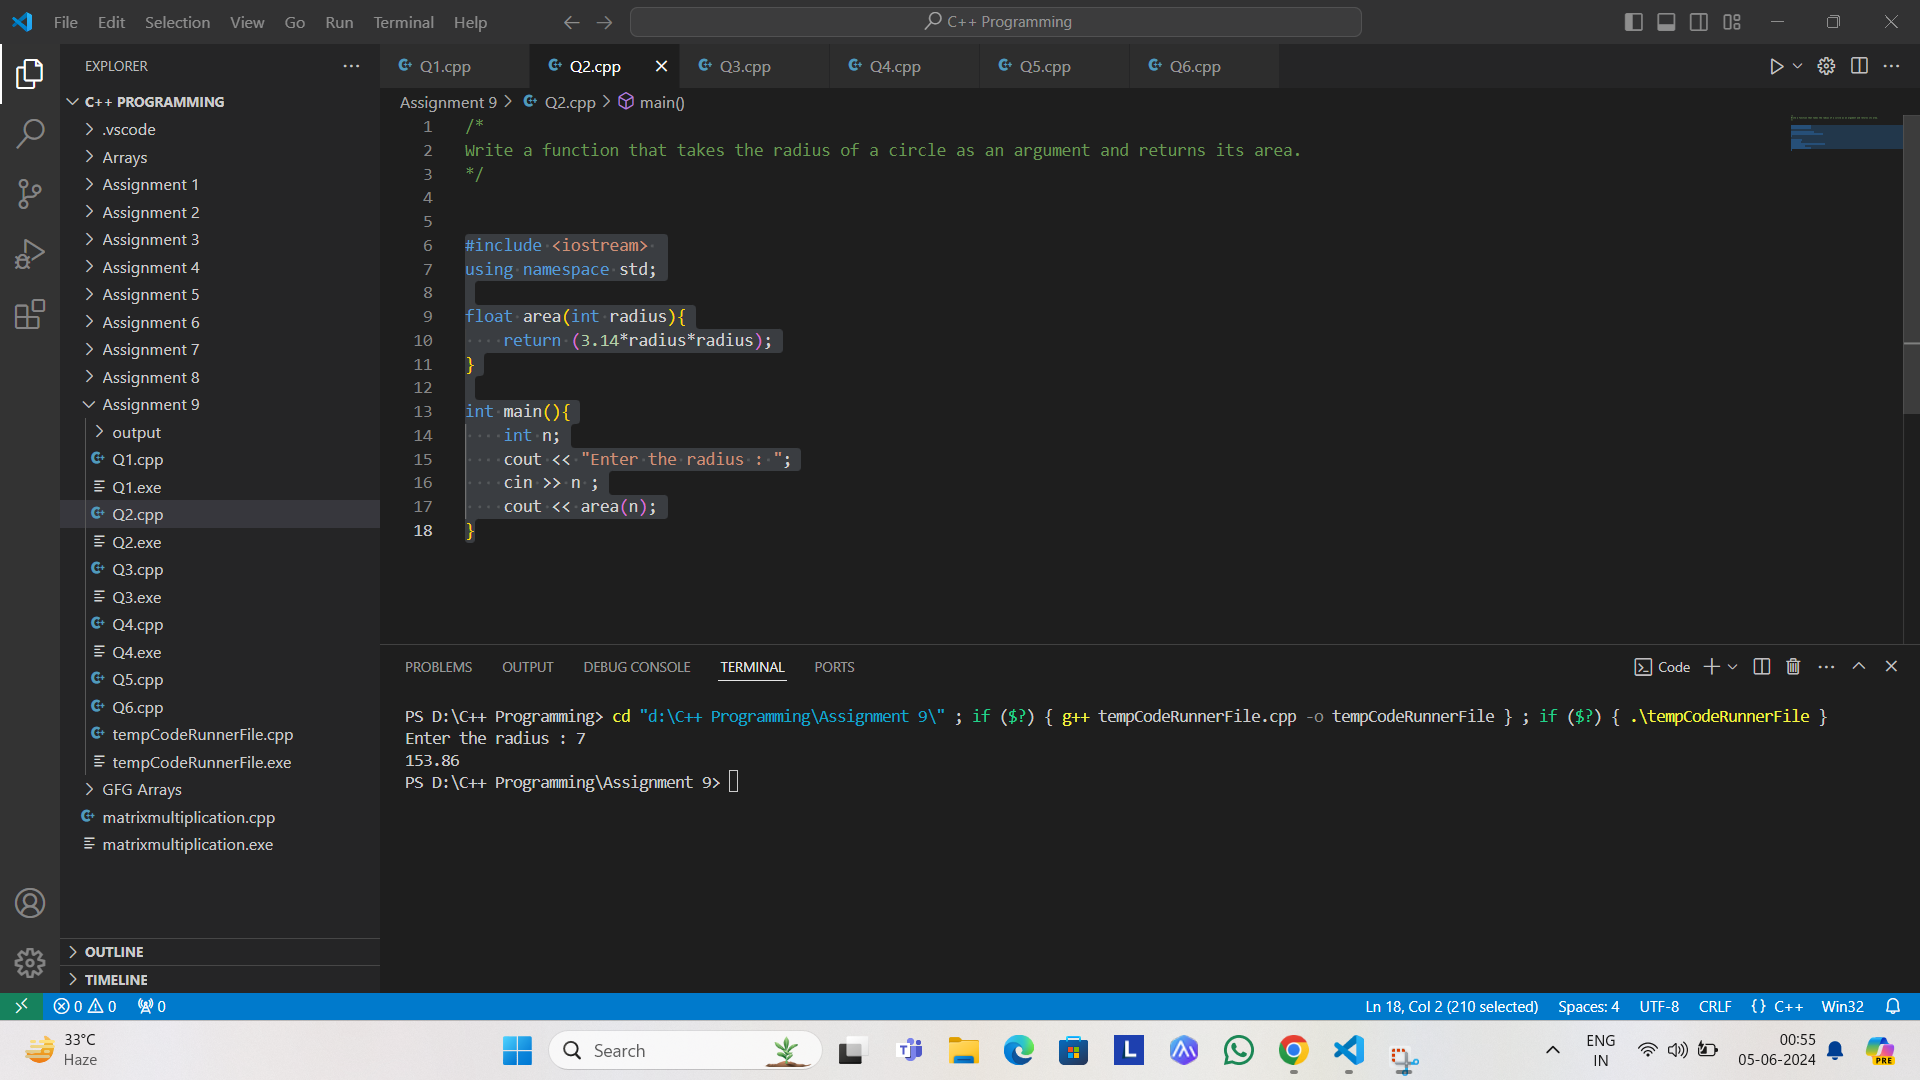 File Edit Selection View Go Run Terminal Help
C++ Programming
EXPLORER
C++ PROGRAMMING
.vscode
Arrays
Assignment 1
Assignment 2
Assignment 3
Assignment 4
Assignment 5
Assignment 6
Assignment 7
Assignment 8
Assignment 9
output
Q1.cpp
Q1.exe
Q2.cpp
Q2.exe
Q3.cpp
Q3.exe
Q4.cpp
Q4.exe
Q5.cpp
Q6.cpp
tempCodeRunnerFile.cpp
tempCodeRunnerFile.exe
GFG Arrays
matrixmultiplication.cpp
matrixmultiplication.exe
OUTLINE
TIMELINE
Q1.cpp Q2.cpp Q3.cpp Q4.cpp Q5.cpp Q6.cpp
Assignment 9 > Q2.cpp > main()
1 /*
2 Write a function that takes the radius of a circle as an argument and returns its area.
3 */
4
5
6 #include <iostream>
7 using namespace std;
8
9 float area(int radius){
10 return (3.14*radius*radius);
11 }
12
13 int main(){
14 int n;
15 cout << "Enter the radius : ";
16 cin >> n ;
17 cout << area(n);
18 }
PROBLEMS OUTPUT DEBUG CONSOLE TERMINAL PORTS
Code
PS D:\C++ Programming> cd "d:\C++ Programming\Assignment 9\" ; if ($?) { g++ tempCodeRunnerFile.cpp -o tempCodeRunnerFile } ; if ($?) { .\tempCodeRunnerFile }
Enter the radius : 7
153.86
PS D:\C++ Programming\Assignment 9>
0 0 0
Ln 18, Col 2 (210 selected) Spaces: 4 UTF-8 CRLF {} C++ Win32
33°C
Haze
Search
L
ENG
IN
00:55
05-06-2024
PRE